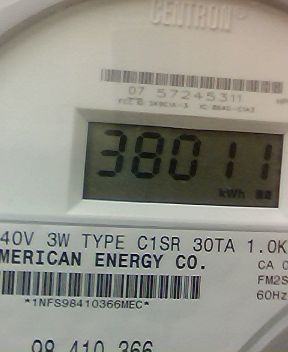 CENTRON®
07 57245311
38011
kWh
40V 3W TYPE C1SR 30TA 1.0K
MERICAN ENERGY CO.
CA 0
FM2S
60Hz
*1NFS98410366MEC*
98 410 366